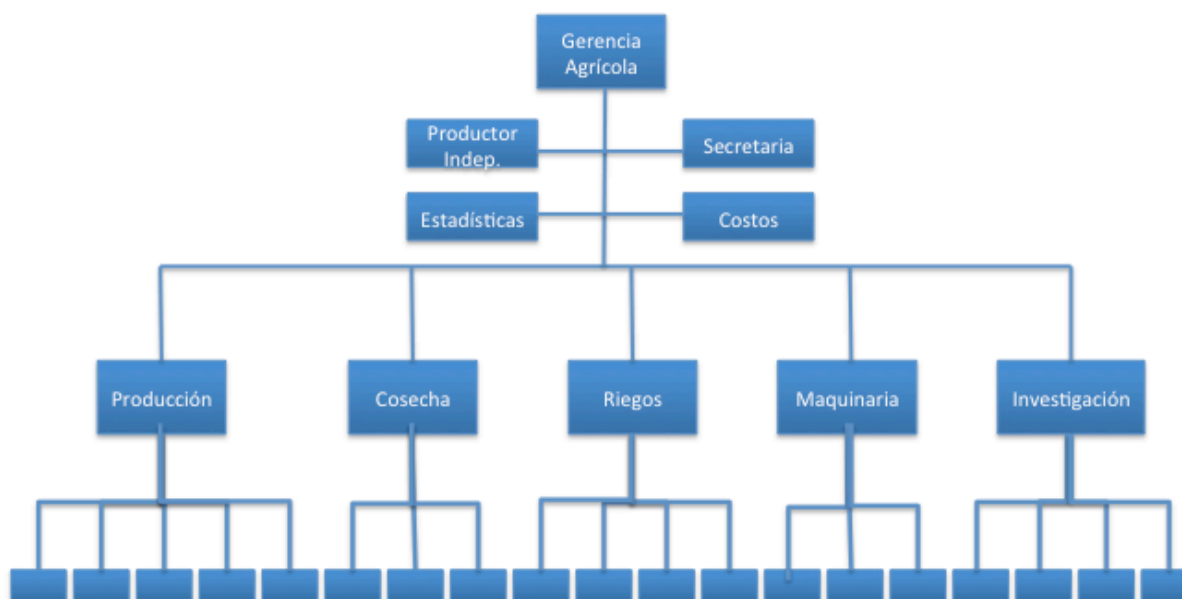 Gerencia
Agrícola
Productor
Indep.
Secretaria
Estadísticas
Costos
Producción
Cosecha
Riegos
Maquinaria
Investigación